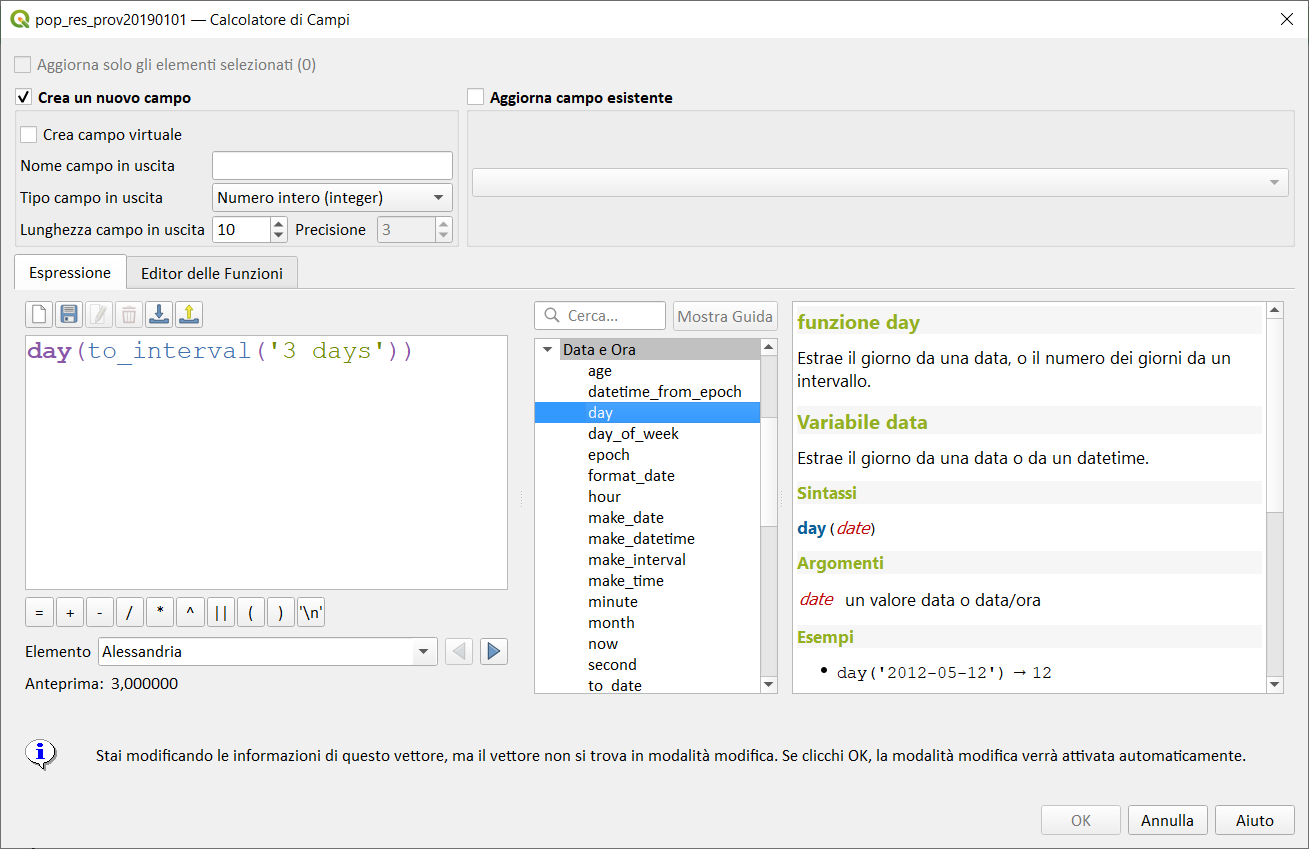 pop_res_prov20190101 — Calcolatore di Campi
Aggiorna solo gli elementi selezionati (0)
Crea un nuovo campo
Aggiorna campo esistente
Crea campo virtuale
Nome campo in uscita
Tipo campo in uscita
Numero intero (integer)
Lunghezza campo in uscita
10
Precisione
3
Espressione
Editor delle Funzioni
day(to_interval('3 days'))
= + - / * ^ || ( ) '\n'
Elemento
Alessandria
Anteprima: 3,000000
Cerca...
Mostra Guida
Data e Ora
age
datetime_from_epoch
day
day_of_week
epoch
format_date
hour
make_date
make_datetime
make_interval
make_time
minute
month
now
second
to_date
funzione day
Estrae il giorno da una data, o il numero dei giorni da un
intervallo.
Variabile data
Estrae il giorno da una data o da un datetime.
Sintassi
day(date)
Argomenti
date un valore data o data/ora
Esempi
• day('2012-05-12') → 12
Stai modificando le informazioni di questo vettore, ma il vettore non si trova in modalità modifica. Se clicchi OK, la modalità modifica verrà attivata automaticamente.
OK
Annulla
Aiuto